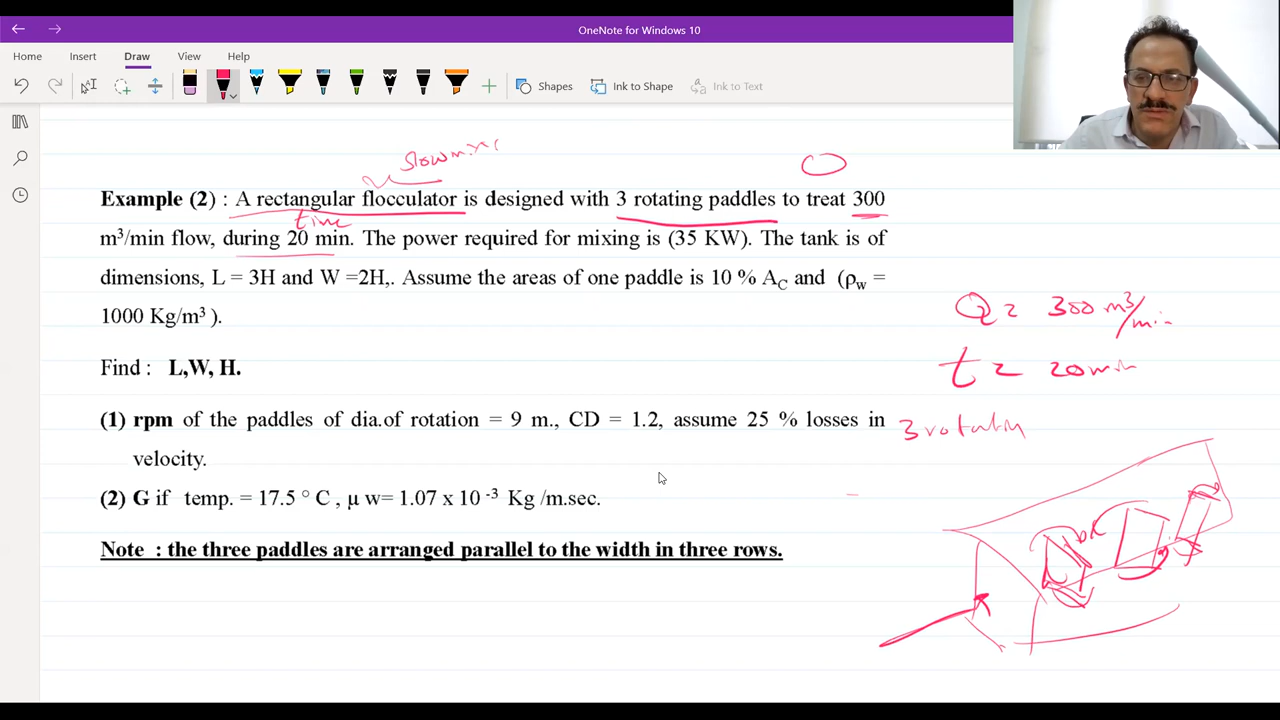 OneNote for Windows 10
Home Insert Draw View Help
Shapes Ink to Shape Ink to Text
slow mixi
Example (2) : A rectangular flocculator is designed with 3 rotating paddles to treat 300
time
m³/min flow, during 20 min. The power required for mixing is (35 KW). The tank is of
dimensions, L = 3H and W =2H,. Assume the areas of one paddle is 10 % AC and (ρw =
1000 Kg/m³ ).
Q = 300 m³/min
Find : L,W, H.
t = 20 min
(1) rpm of the paddles of dia.of rotation = 9 m., CD = 1.2, assume 25 % losses in
3 rotatin
velocity.
(2) G if temp. = 17.5 ° C , μ w= 1.07 x 10 -3 Kg /m.sec.
Note : the three paddles are arranged parallel to the width in three rows.